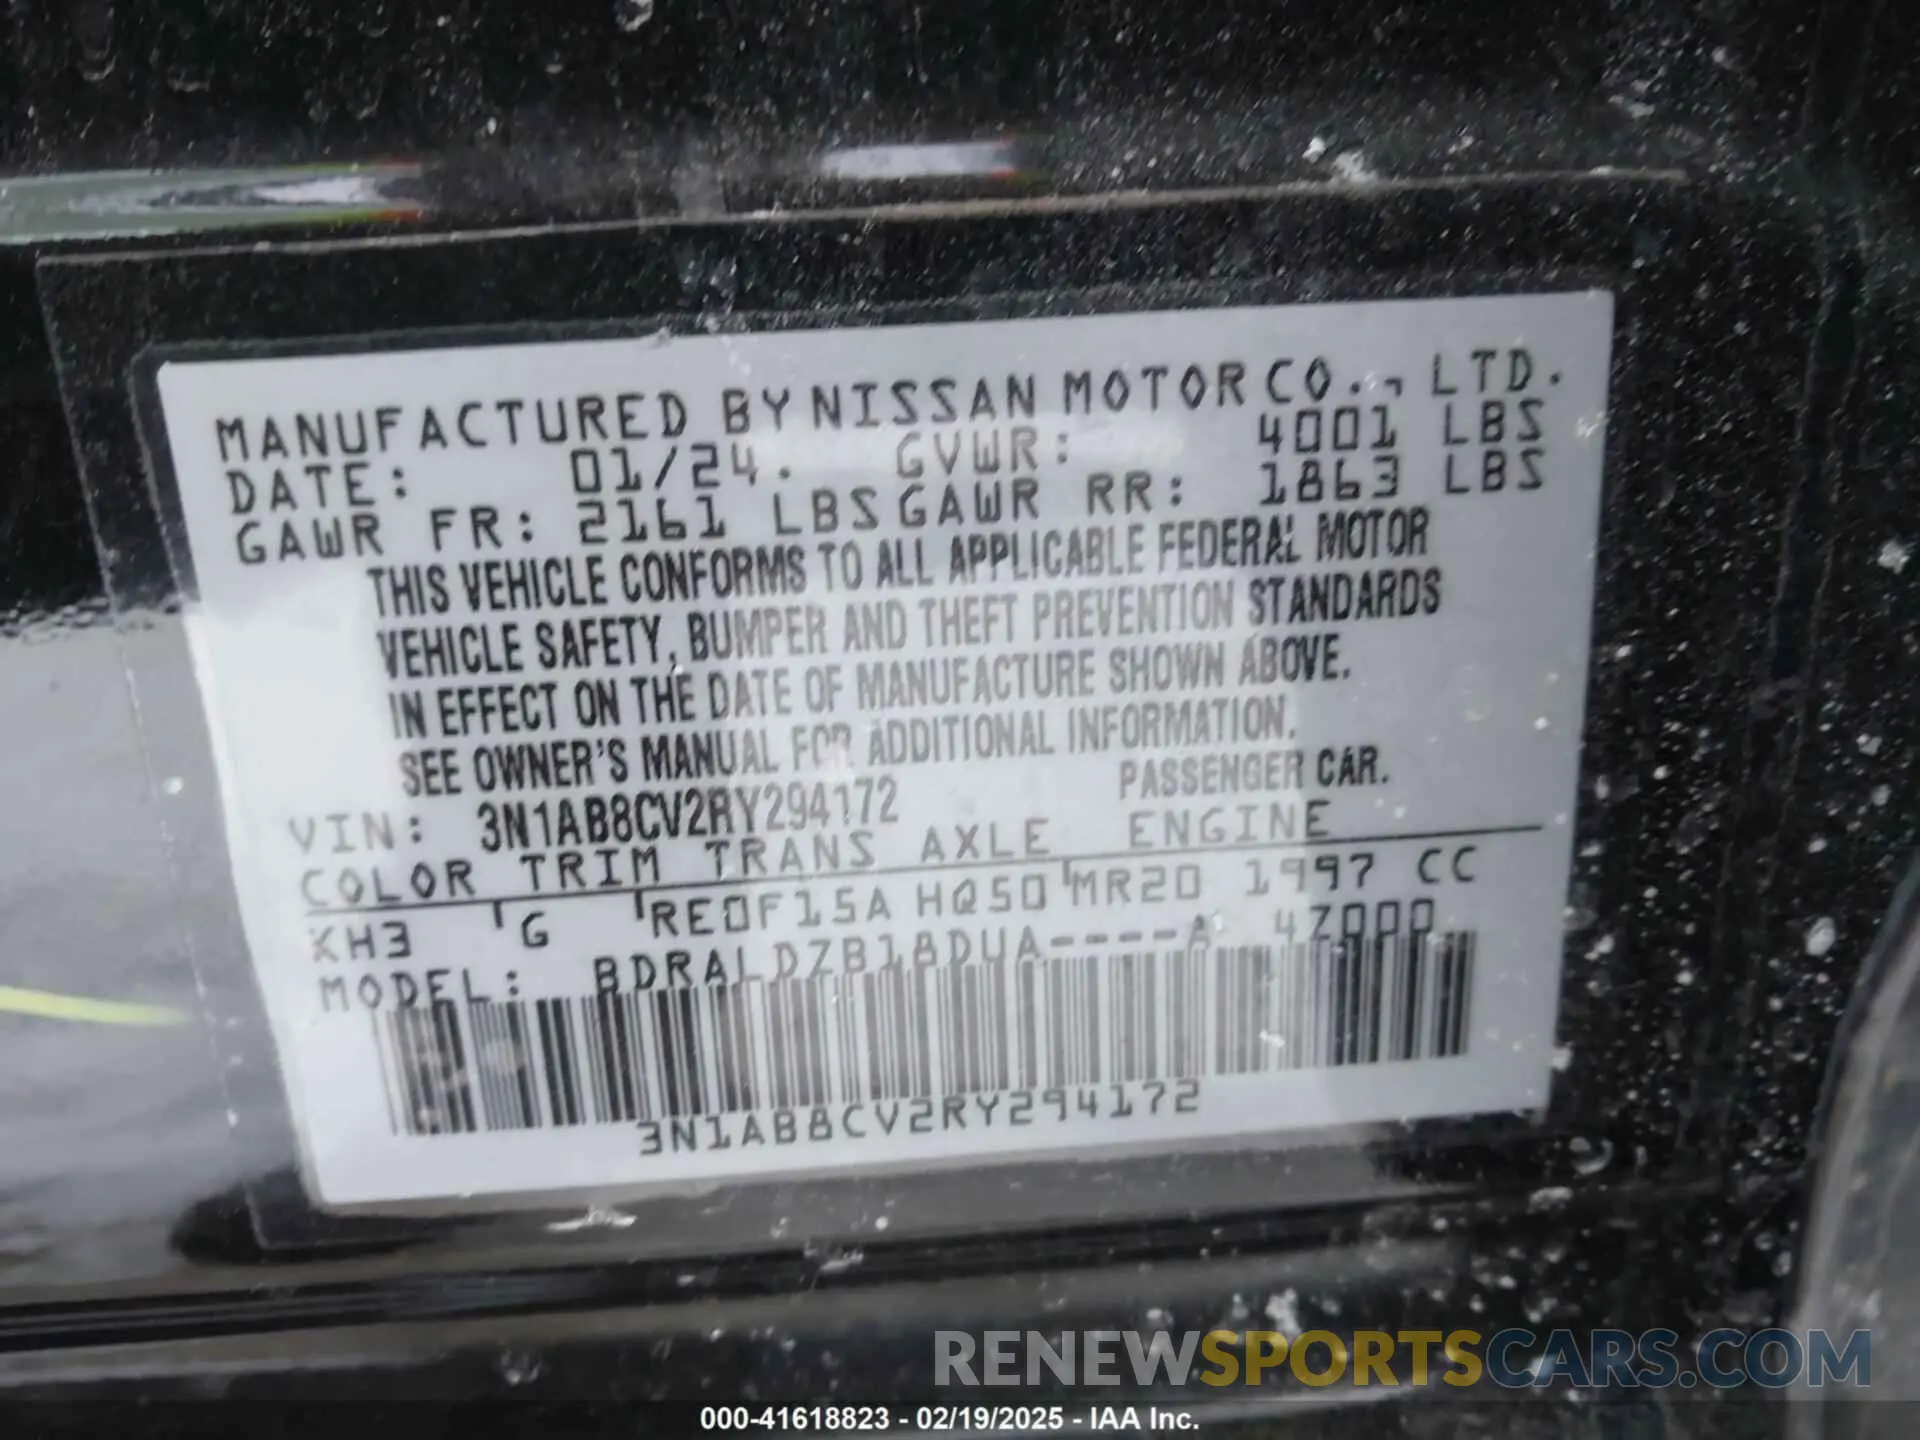 MANUFACTURED BY NISSAN MOTOR CO., LTD.
DATE: 01/24. GVWR: 4001 LBS
GAWR FR: 2161 LBS GAWR RR: 1863 LBS
THIS VEHICLE CONFORMS TO ALL APPLICABLE FEDERAL MOTOR
VEHICLE SAFETY, BUMPER AND THEFT PREVENTION STANDARDS
IN EFFECT ON THE DATE OF MANUFACTURE SHOWN ABOVE.
SEE OWNER'S MANUAL FOR ADDITIONAL INFORMATION.
VIN: 3N1AB8CV2RY294172 PASSENGER CAR.
COLOR TRIM TRANS AXLE ENGINE
KH3 G RE0F15A HQ50 MR20 1997 CC
MODEL: BDRALDZB18DUA----A 4Z000
3N1AB8CV2RY294172
RENEWSPORTSCARS.COM
000-41618823 - 02/19/2025 - IAA Inc.